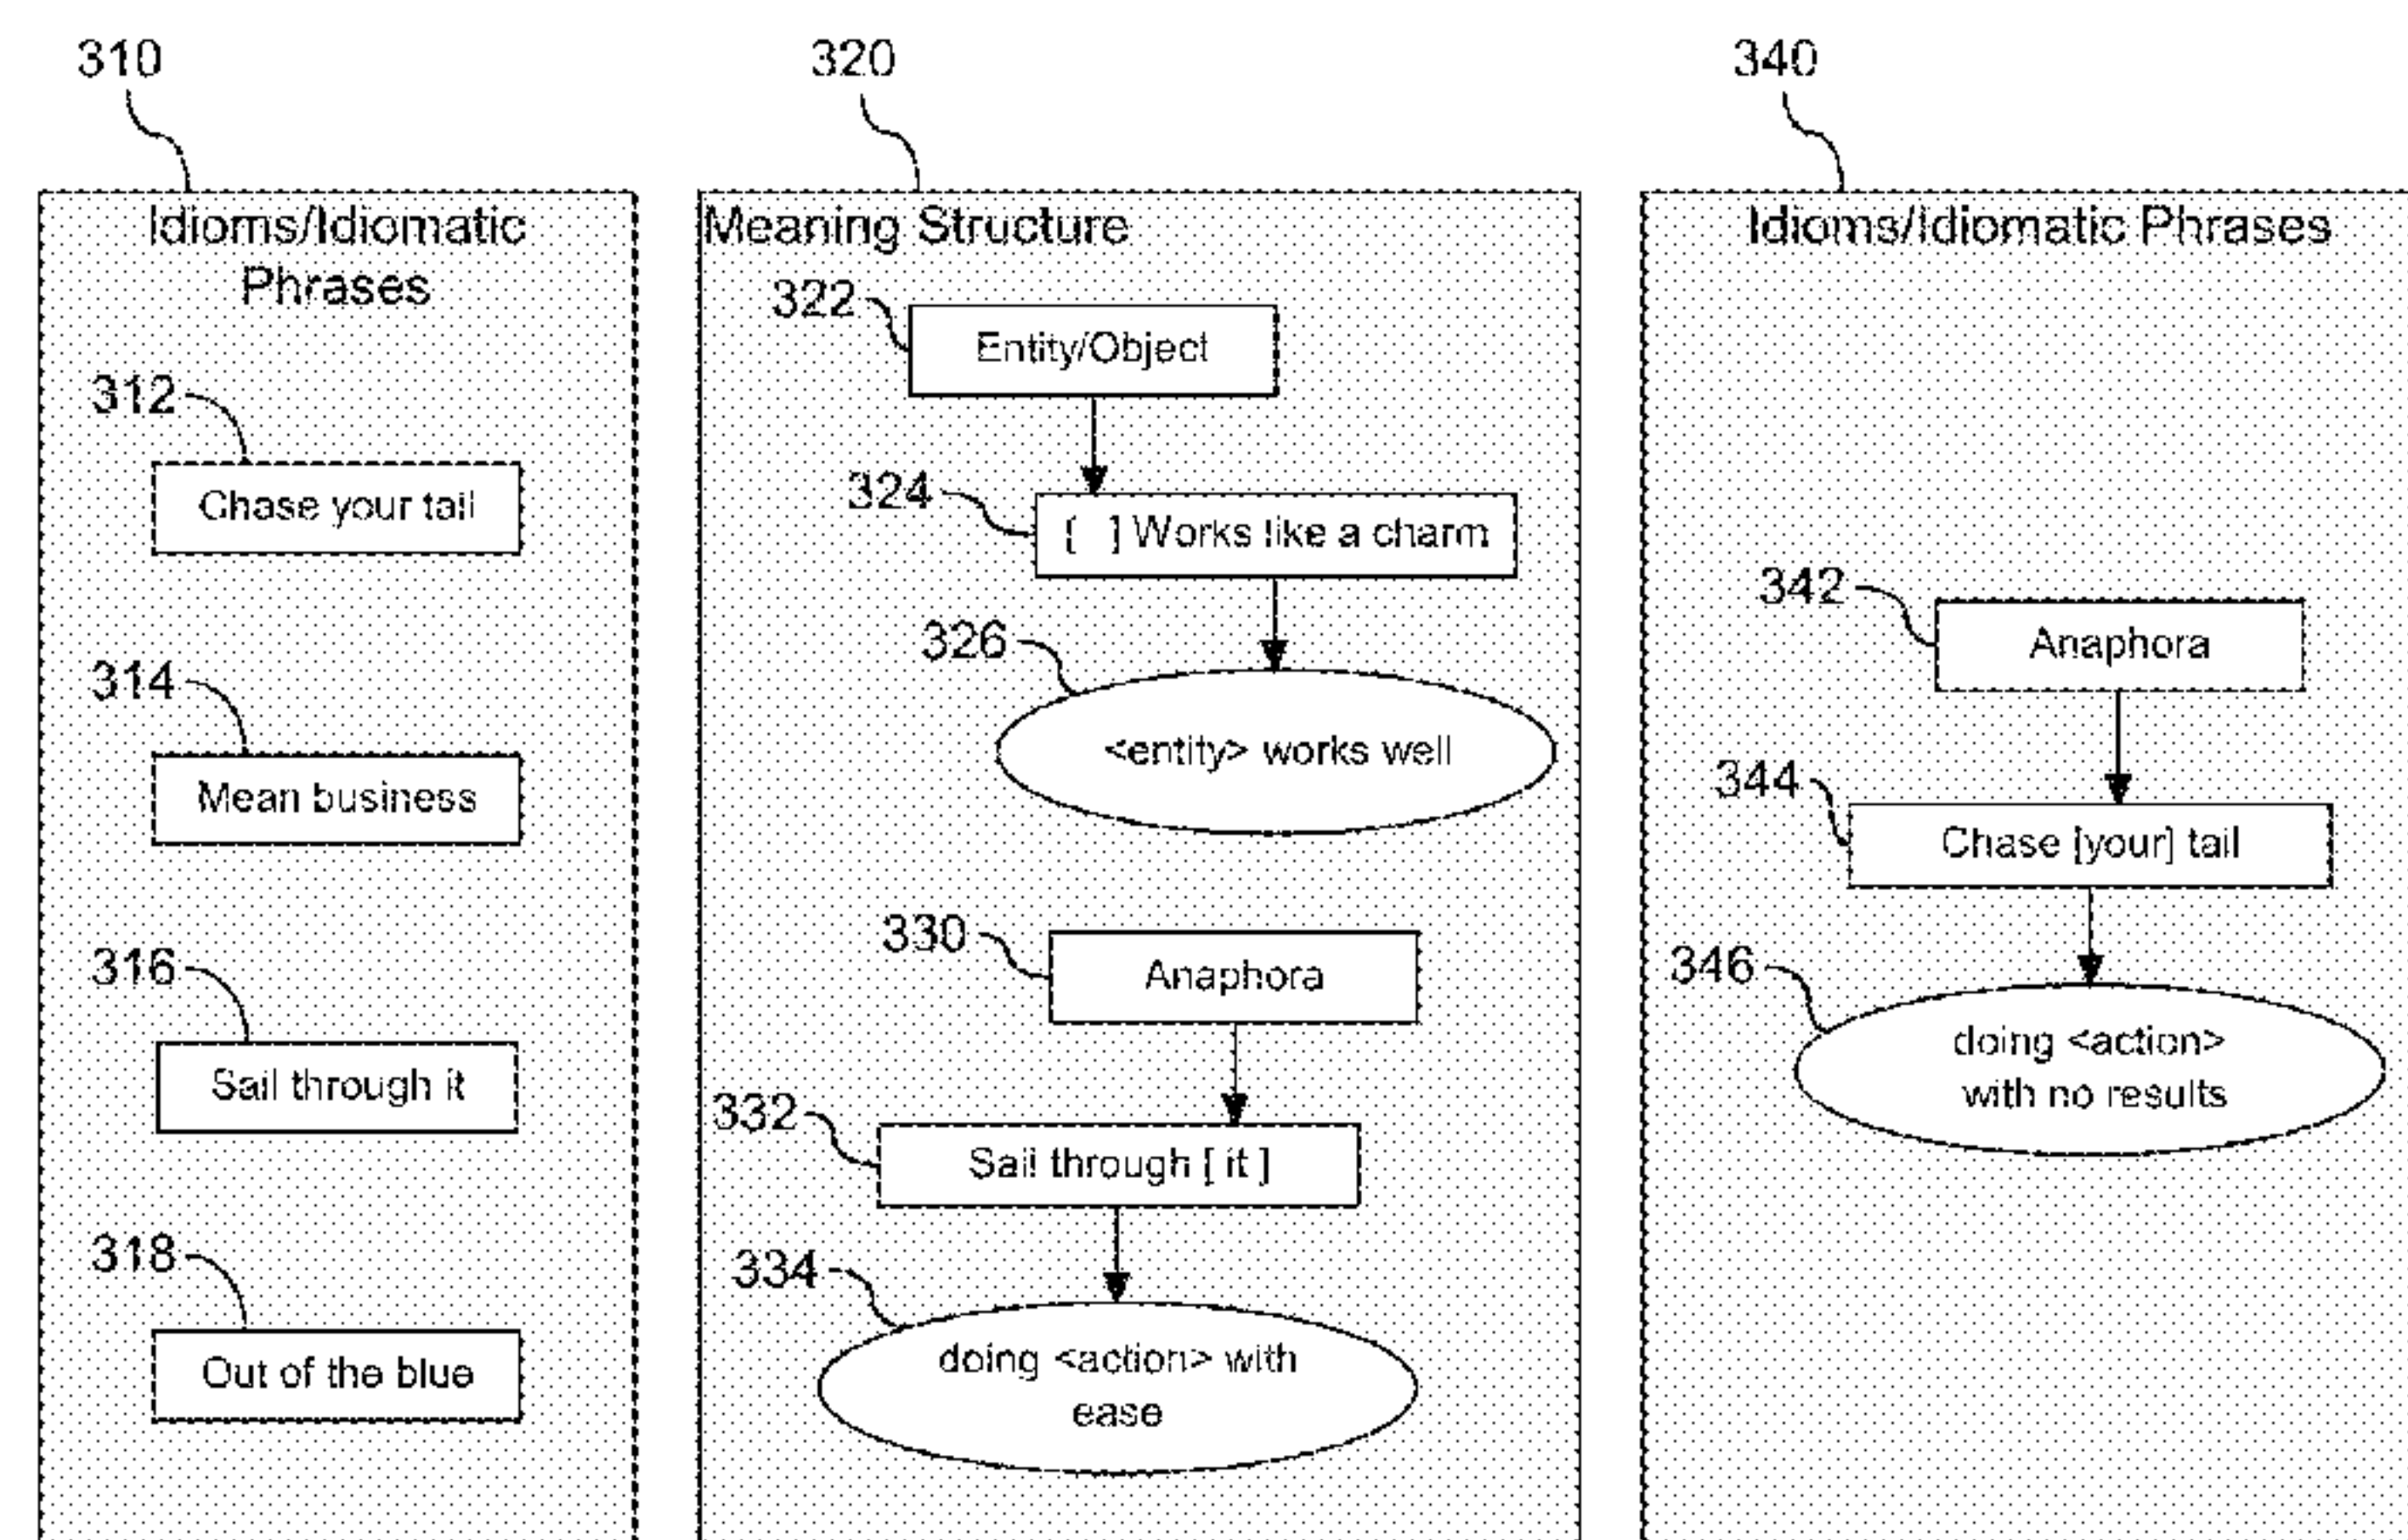 310
Idioms/Idiomatic
Phrases
312
Chase your tail
314
Mean business
316
Sail through it
318
Out of the blue
320
Meaning Structure
322
Entity/Object
324
[ ] Works like a charm
326
<entity> works well
330
Anaphora
332
Sail through [ it ]
334
doing <action> with
ease
340
Idioms/Idiomatic Phrases
342
Anaphora
344
Chase [your] tail
346
doing <action>
with no results